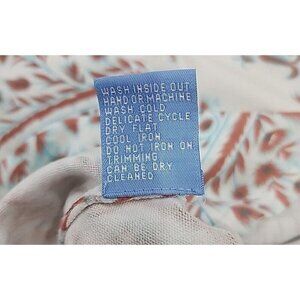 WASH INSIDE OUT
HAND OR MACHINE
WASH COLD
DELICATE CYCLE
DRY FLAT
COOL IRON
DO NOT IRON ON
TRIMMING
CAN BE DRY
CLEANED